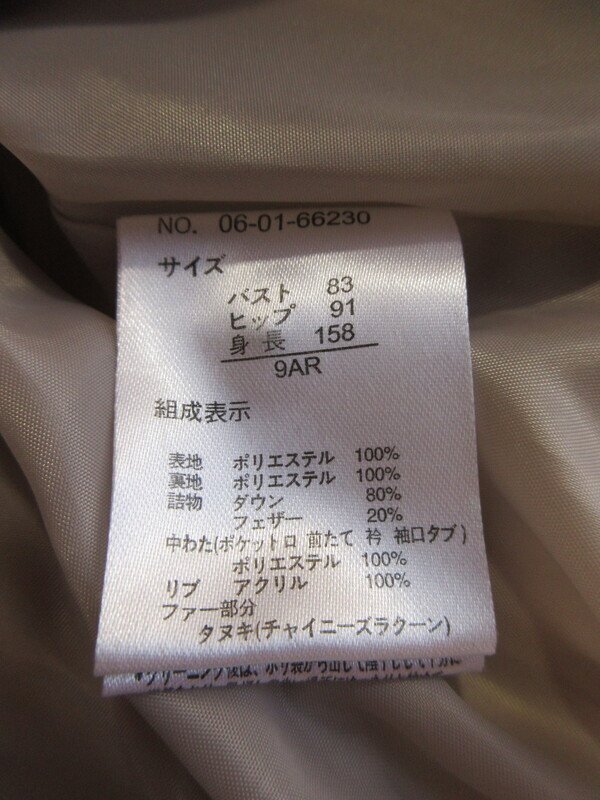 NO. 06-01-66230
サイズ
バスト 83
ヒップ 91
身長 158
9AR
組成表示
表地 ポリエステル 100%
裏地 ポリエステル 100%
詰物 ダウン 80%
フェザー 20%
中わた(ポケット口 前たて 衿 袖口タブ)
ポリエステル 100%
リブ アクリル 100%
ファー部分
タヌキ(チャイニーズラクーン)